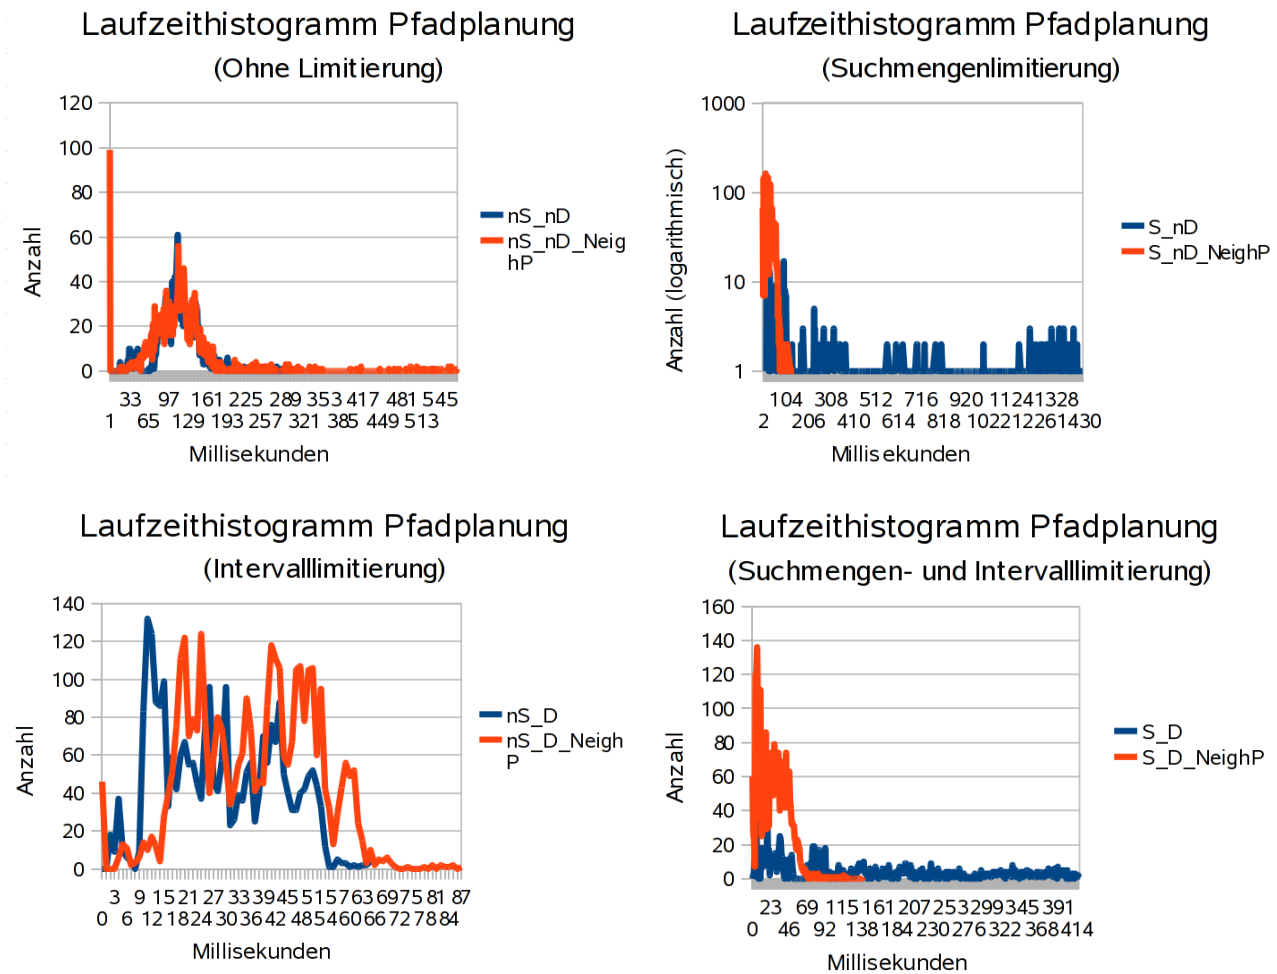 Laufzeithistogramm Pfadplanung
(Ohne Limitierung)
120
100
80
60
40
20
0
Anzahl
nS_nD
nS_nD_Neig
hP
33 97 161 225 289 353 417 481 545
1 65 129 193 257 321 385 449 513
Millisekunden
Laufzeithistogramm Pfadplanung
(Suchmengenlimitierung)
1000
100
10
1
Anzahl (logarithmisch)
S_nD
S_nD_NeighP
104 308 512 716 920 1124 1328
2 206 410 614 818 1022 1226 1430
Millisekunden
Laufzeithistogramm Pfadplanung
(Intervalllimitierung)
140
120
100
80
60
40
20
0
Anzahl
nS_D
nS_D_Neigh
P
3 9 15 21 27 33 39 45 51 57 63 69 75 81 87
0 6 12 18 24 30 36 42 48 54 60 66 72 78 84
Millisekunden
Laufzeithistogramm Pfadplanung
(Suchmengen- und Intervalllimitierung)
160
140
120
100
80
60
40
20
0
Anzahl
S_D
S_D_NeighP
23 69 115 161 207 253 299 345 391
0 46 92 138 184 230 276 322 368 414
Millisekunden